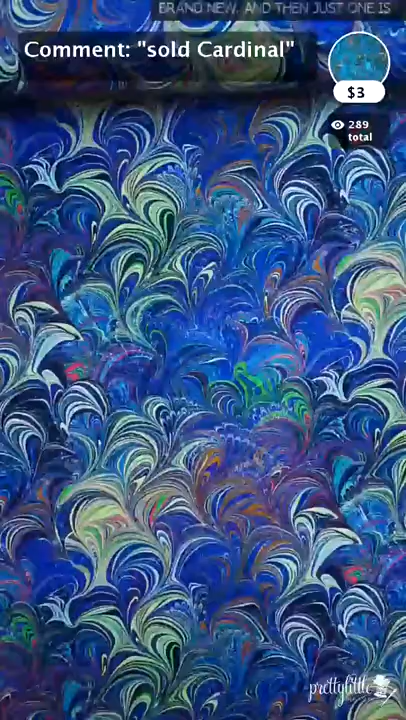 BRAND NEW, AND THEN JUST ONE IS
Comment: "sold Cardinal"
$3
289
total
prettylittle